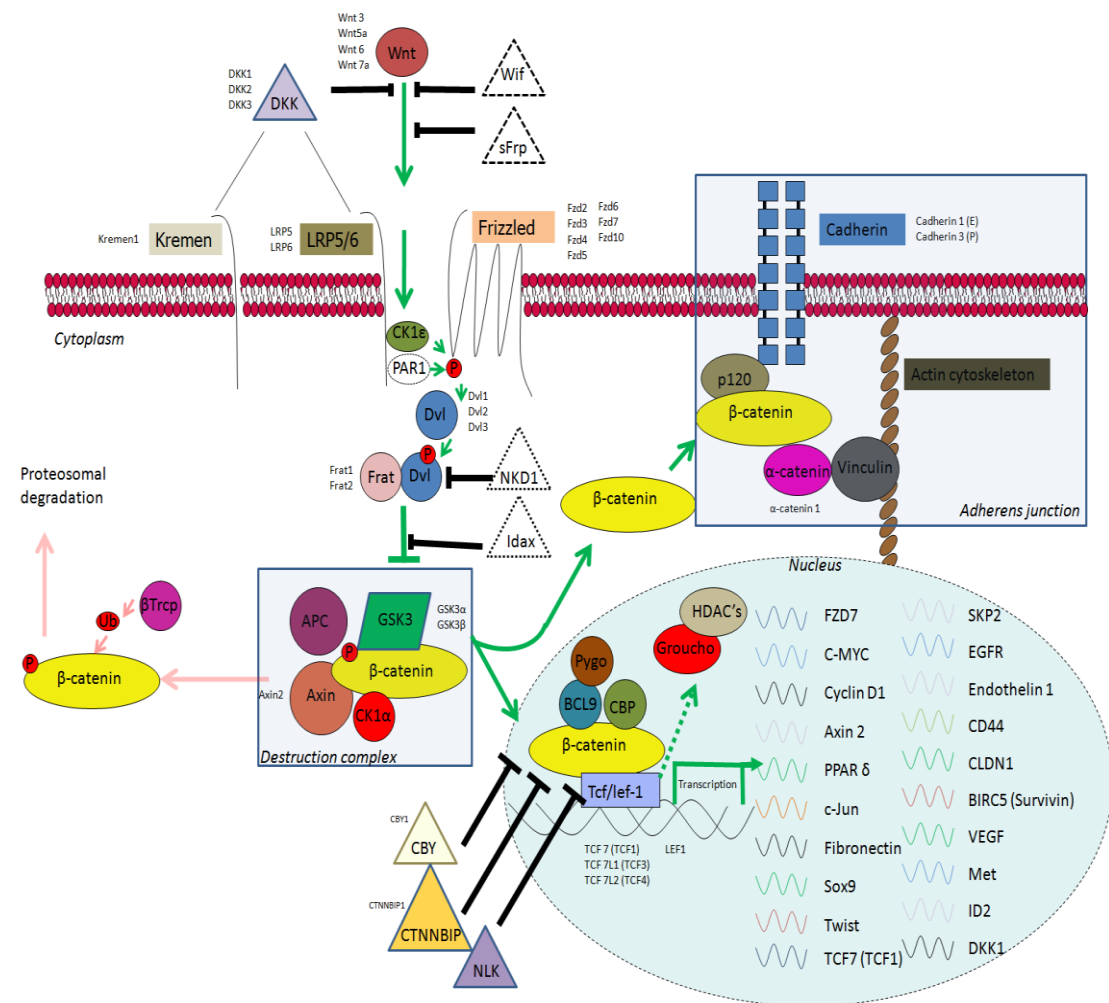 Wnt 3
Wnt5a
Wnt 6
Wnt 7a
Wnt
Wif
DKK1
DKK2
DKK3
DKK
sFrp
Kremen1
Kremen
LRP5
LRP6
LRP5/6
Frizzled
Fzd2 Fzd6
Fzd3 Fzd7
Fzd4 Fzd10
Fzd5
Cadherin
Cadherin 1 (E)
Cadherin 3 (P)
Cytoplasm
CK1ε
PAR1
P
p120
Actin cytoskeleton
Dvl
Dvl1
Dvl2
Dvl3
β-catenin
P
Frat1
Frat2
Frat
Dvl
NKD1
α-catenin
Vinculin
α-catenin 1
Adherens junction
Proteosomal
degradation
β-catenin
Idax
Nucleus
APC
GSK3
GSK3α
GSK3β
HDAC's
Groucho
βTrcp
Ub
P
β-catenin
P
β-catenin
Axin2
Axin
CK1α
Destruction complex
Pygo
BCL9
CBP
β-catenin
Tcf/lef-1
Transcription
TCF 7 (TCF1)
TCF 7L1 (TCF3)
TCF 7L2 (TCF4)
LEF1
FZD7
C-MYC
Cyclin D1
Axin 2
PPAR δ
c-Jun
Fibronectin
Sox9
Twist
TCF7 (TCF1)
SKP2
EGFR
Endothelin 1
CD44
CLDN1
BIRC5 (Survivin)
VEGF
Met
ID2
DKK1
CBY1
CBY
CTNNBIP1
CTNNBIP
NLK